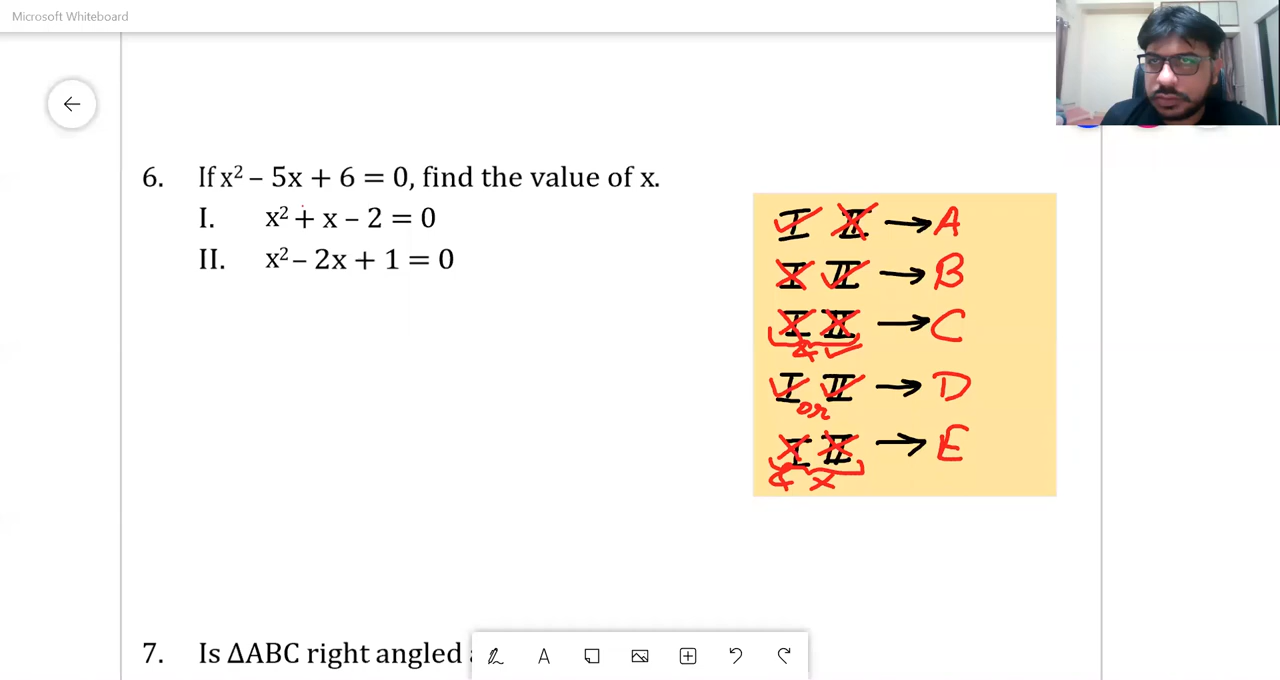 Microsoft Whiteboard
6. If x² – 5x + 6 = 0, find the value of x.
I. x² + x – 2 = 0
II. x² – 2x + 1 = 0
I II → A
I II → B
I II → C
&
I II → D
or
I II → E
&
7. Is ΔABC right angled
A